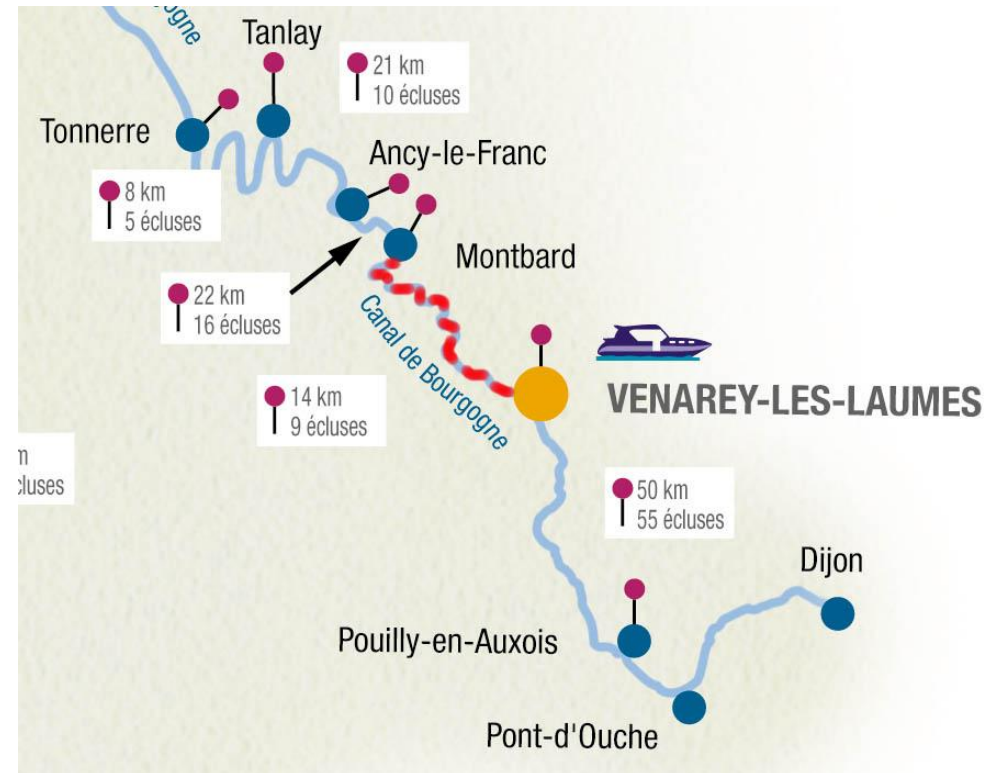 Tanlay
21 km
10 écluses
Tonnerre
Ancy-le-Franc
8 km
5 écluses
Montbard
22 km
16 écluses
Canal de Bourgogne
14 km
9 écluses
VENAREY-LES-LAUMES
50 km
55 écluses
Dijon
Pouilly-en-Auxois
Pont-d'Ouche